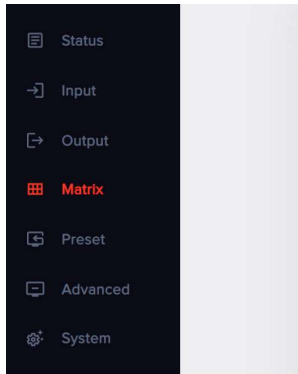 Status
Input
Output
Matrix
Preset
Advanced
System